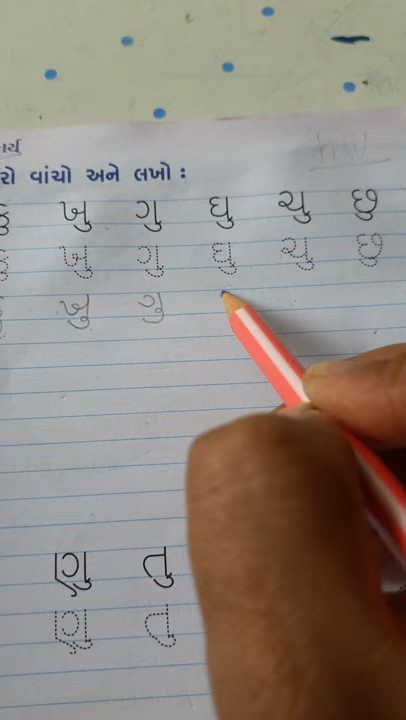 ર્ય
રો વાંચો અને લખો :
ખુ ગુ ઘુ ચુ છુ
ખુ ગુ ઘુ ચુ છુ
ખુ ગુ
ણુ તુ
ણુ ત